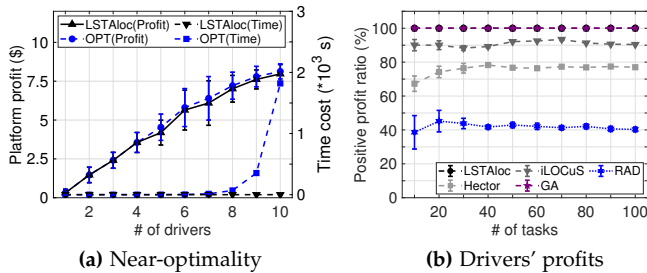 LSTAloc(Profit) LSTAloc(Time)
OPT(Profit) OPT(Time)
Platform profit ($)
10
7.5
5
2.5
0
3
2
1
0
Time cost (*10³ s)
2 4 6 8 10
# of drivers
(a) Near-optimality
Positive profit ratio (%)
100
80
60
40
20
0
LSTAloc iLOCuS RAD
Hector GA
20 40 60 80 100
# of tasks
(b) Drivers' profits